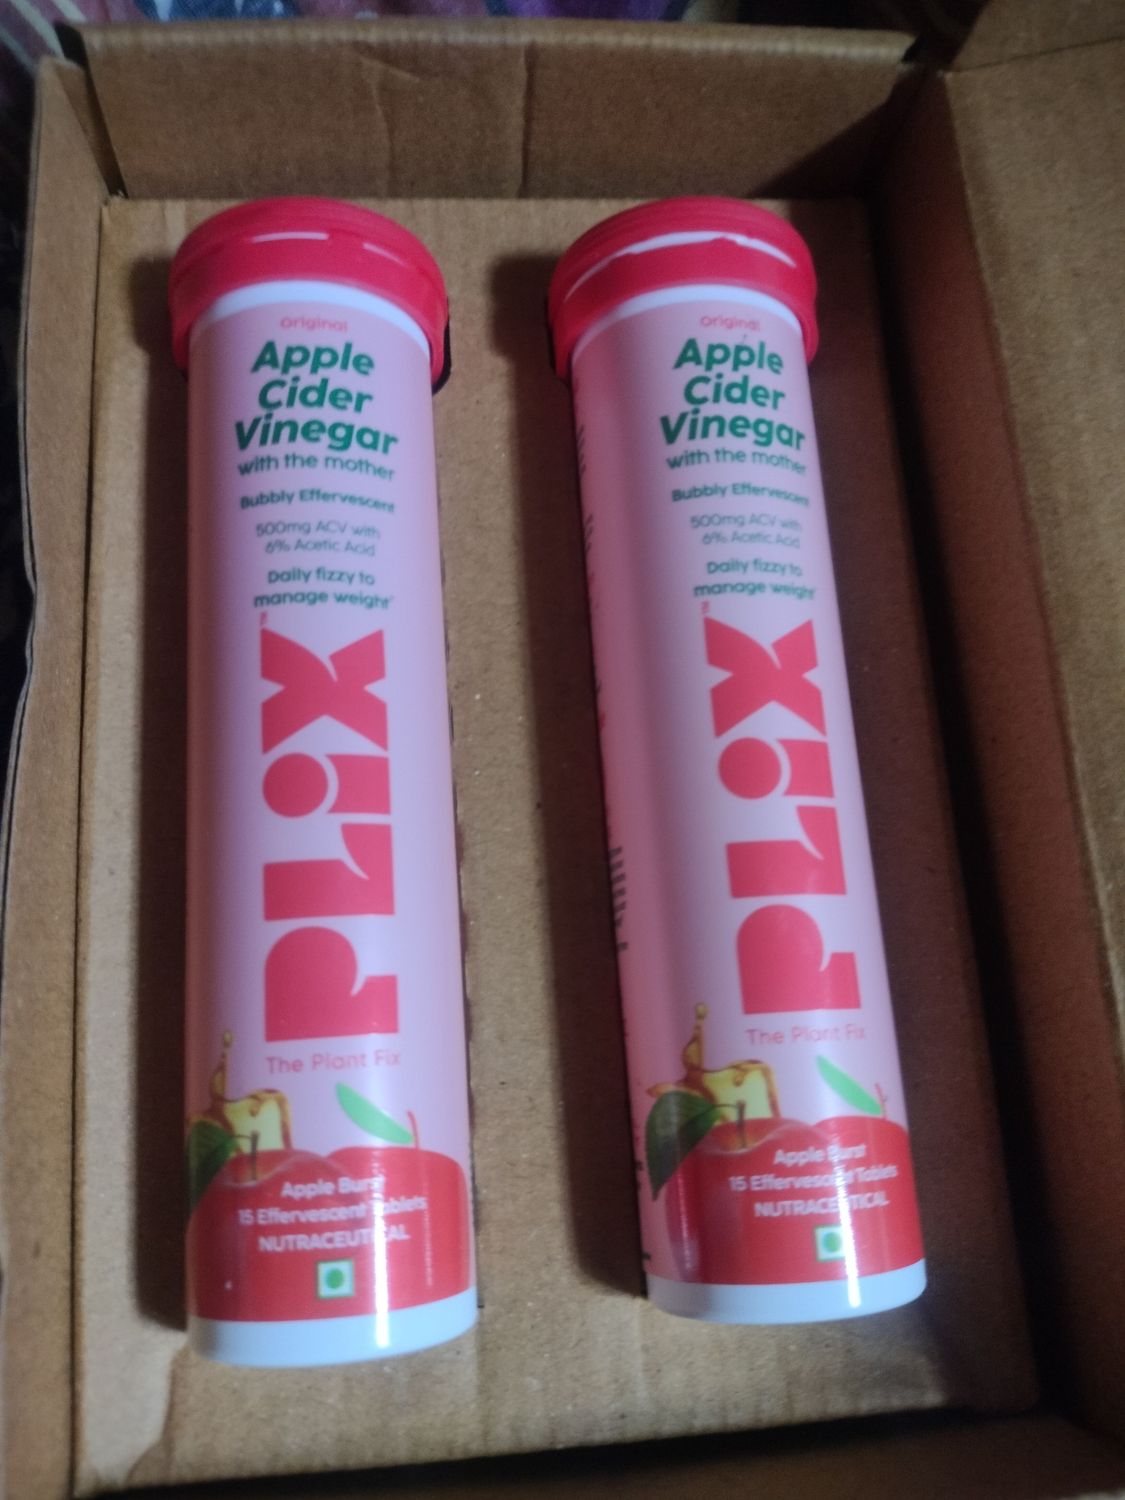 Original
Apple
Cider
Vinegar
with the mother
Bubbly Effervescent
500mg ACV with
6% Acetic Acid
Daily fizzy to
manage weight*
PLiX
The Plant Fix
Apple Burst
15 Effervescent Tablets
NUTRACEUTICAL
Original
Apple
Cider
Vinegar
with the mother
Bubbly Effervescent
500mg ACV with
6% Acetic Acid
Daily fizzy to
manage weight*
PLiX
The Plant Fix
Apple Burst
15 Effervescent Tablets
NUTRACEUTICAL